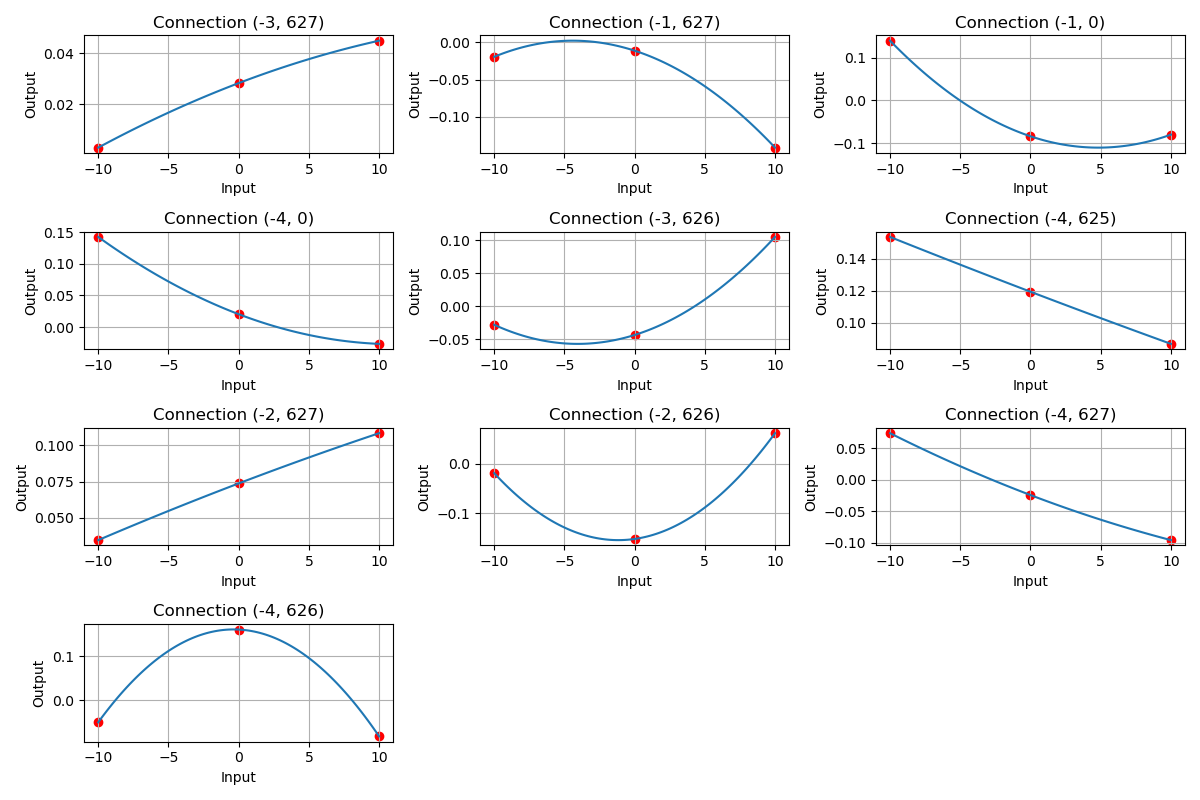 Connection (-3, 627)
0.04
0.02
Output
−10 −5 0 5 10
Input
Connection (-1, 627)
0.00
−0.05
−0.10
Output
−10 −5 0 5 10
Input
Connection (-1, 0)
0.1
0.0
−0.1
Output
−10 −5 0 5 10
Input
Connection (-4, 0)
0.15
0.10
0.05
0.00
Output
−10 −5 0 5 10
Input
Connection (-3, 626)
0.10
0.05
0.00
−0.05
Output
−10 −5 0 5 10
Input
Connection (-4, 625)
0.14
0.12
0.10
Output
−10 −5 0 5 10
Input
Connection (-2, 627)
0.100
0.075
0.050
Output
−10 −5 0 5 10
Input
Connection (-2, 626)
0.0
−0.1
Output
−10 −5 0 5 10
Input
Connection (-4, 627)
0.05
0.00
−0.05
−0.10
Output
−10 −5 0 5 10
Input
Connection (-4, 626)
0.1
0.0
Output
−10 −5 0 5 10
Input